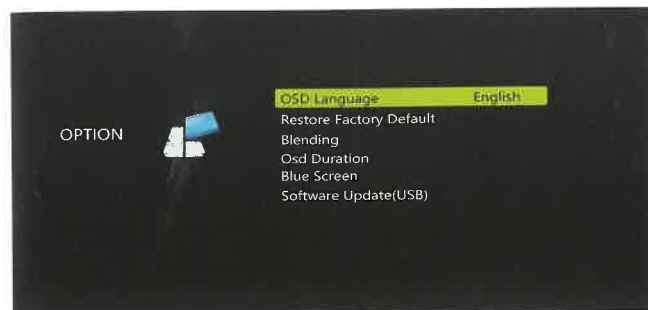 OPTION
OSD Language English
Restore Factory Default
Blending
Osd Duration
Blue Screen
Software Update(USB)